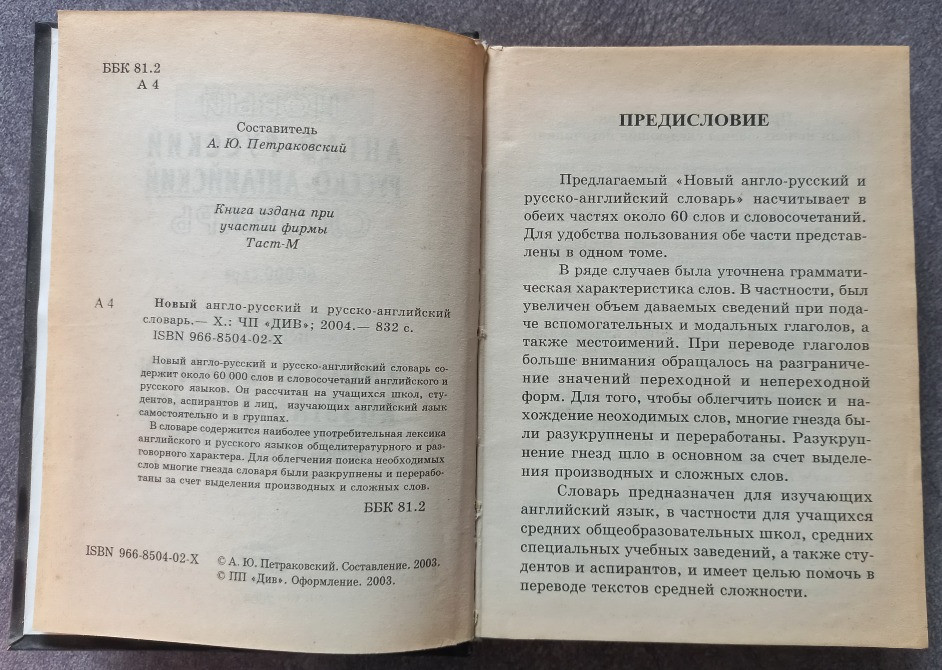 ББК 81.2
А 4
Составитель
А. Ю. Петраковский
Книга издана при
участии фирмы
Таст-М
А 4
Новый англо-русский и русско-английский
словарь.— Х.: ЧП «ДИВ»; 2004.— 832 с.
ISBN 966-8504-02-X
Новый англо-русский и русско-английский словарь со-
держит около 60 000 слов и словосочетаний английского и
русского языков. Он рассчитан на учащихся школ, сту-
дентов, аспирантов и лиц, изучающих английский язык
самостоятельно и в группах.
В словаре содержится наиболее употребительная лексика
английского и русского языков общелитературного и раз-
говорного характера. Для облегчения поиска необходимых
слов многие гнезда словаря были разкрупнены и перерабо-
таны за счет выделения производных и сложных слов.
ББК 81.2
ISBN 966-8504-02-X
© А. Ю. Петраковский. Составление. 2003.
© ПП «Див». Оформление. 2003.
ПРЕДИСЛОВИЕ
Предлагаемый «Новый англо-русский и
русско-английский словарь» насчитывает в
обеих частях около 60 слов и словосочетаний.
Для удобства пользования обе части представ-
лены в одном томе.
В ряде случаев была уточнена граммати-
ческая характеристика слов. В частности, был
увеличен объем даваемых сведений при пода-
че вспомогательных и модальных глаголов, а
также местоимений. При переводе глаголов
больше внимания обращалось на разграниче-
ние значений переходной и непереходной
форм. Для того, чтобы облегчить поиск и на-
хождение неоходимых слов, многие гнезда бы-
ли разукрупнены и переработаны. Разукруп-
нение гнезд шло в основном за счет выделе-
ния производных и сложных слов.
Словарь предназначен для изучающих
английский язык, в частности для учащихся
средних общеобразовательных школ, средних
специальных учебных заведений, а также сту-
дентов и аспирантов, и имеет целью помочь в
переводе текстов средней сложности.